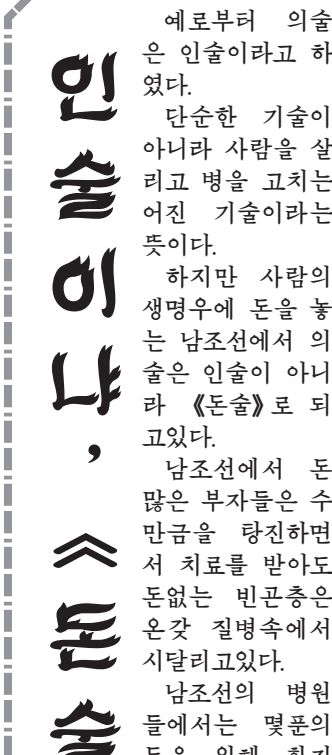 인술이냐, 《돈술
예로부터 의술
은 인술이라고 하
였다.
단순한 기술이
아니라 사람을 살
리고 병을 고치는
어진 기술이라는
뜻이다.
하지만 사람의
생명우에 돈을 놓
는 남조선에서 의
술은 인술이 아니
라 《돈술》로 되
고있다.
남조선에서 돈
많은 부자들은 수
만금을 탕진하면
서 치료를 받아도
돈없는 빈곤층은
온갖 질병속에서
시달리고있다.
남조선의 병원
들에서는 몇푼의